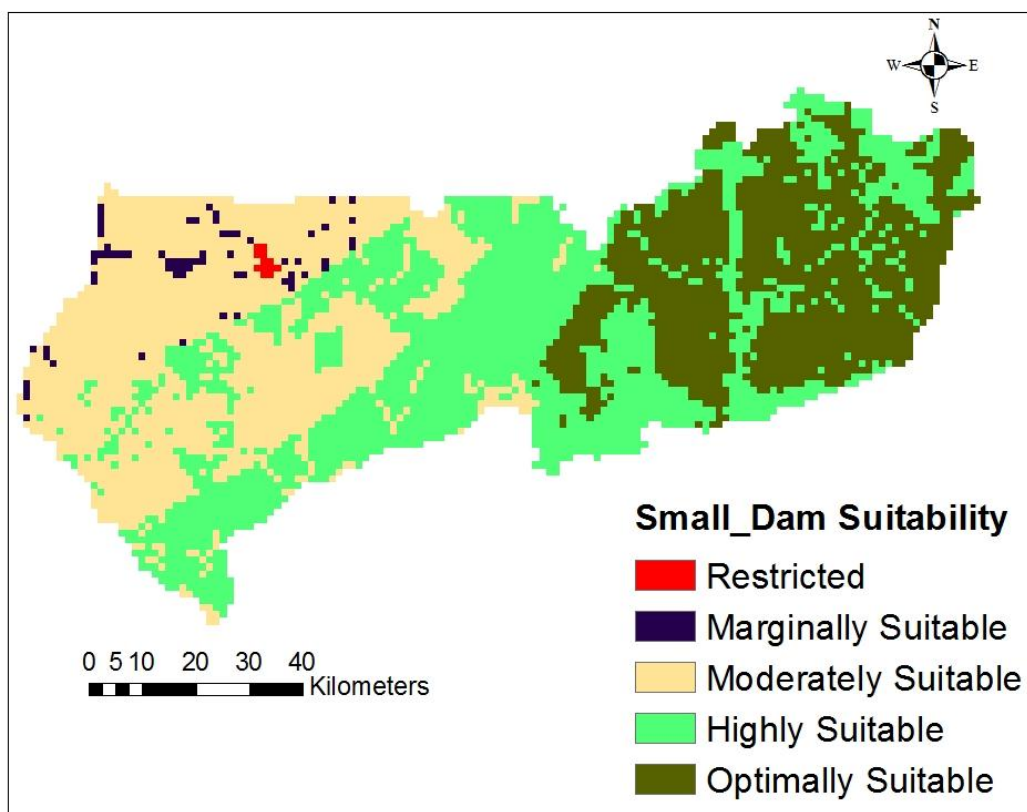 N
W E
S
Small_Dam Suitability
Restricted
Marginally Suitable
Moderately Suitable
Highly Suitable
Optimally Suitable
0 5 10 20 30 40
Kilometers